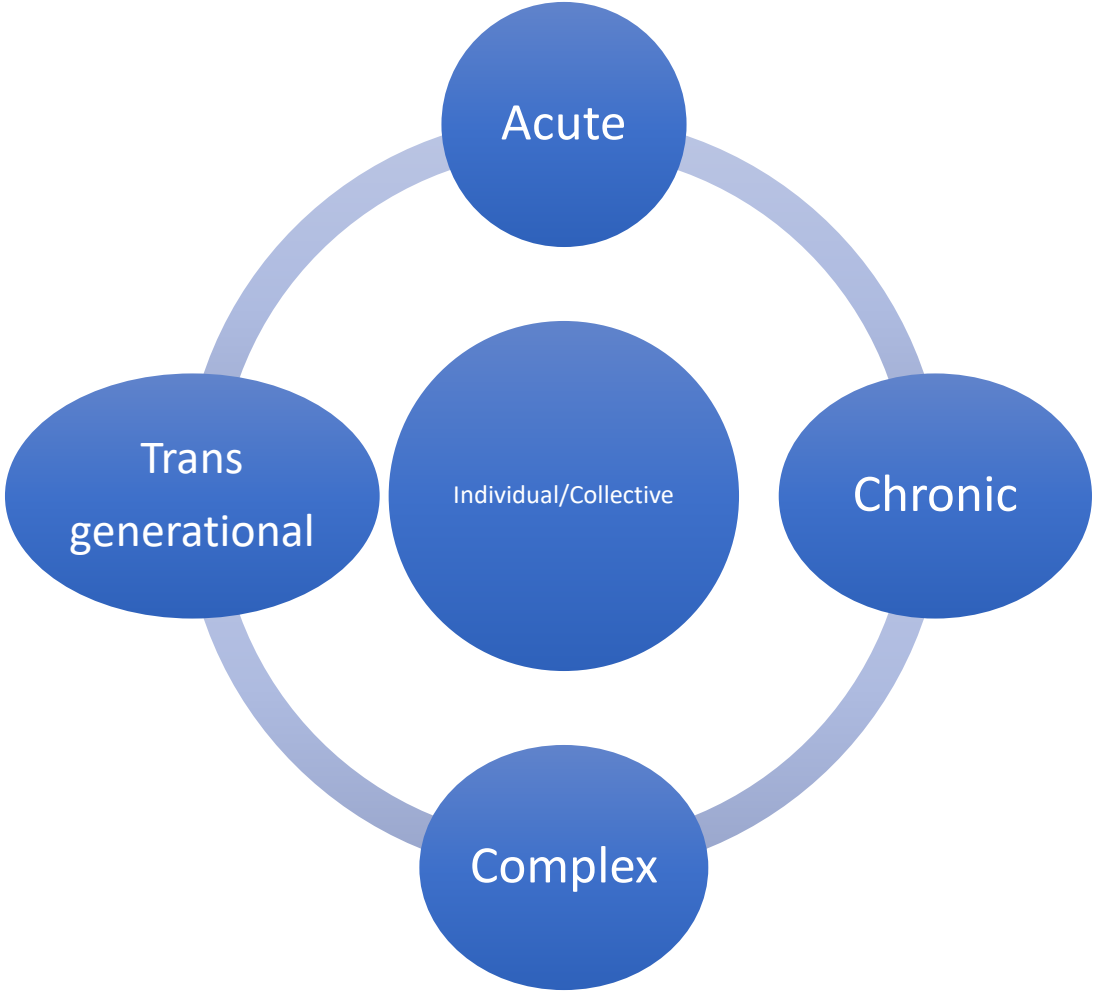 Acute
Trans
generational
Individual/Collective
Chronic
Complex